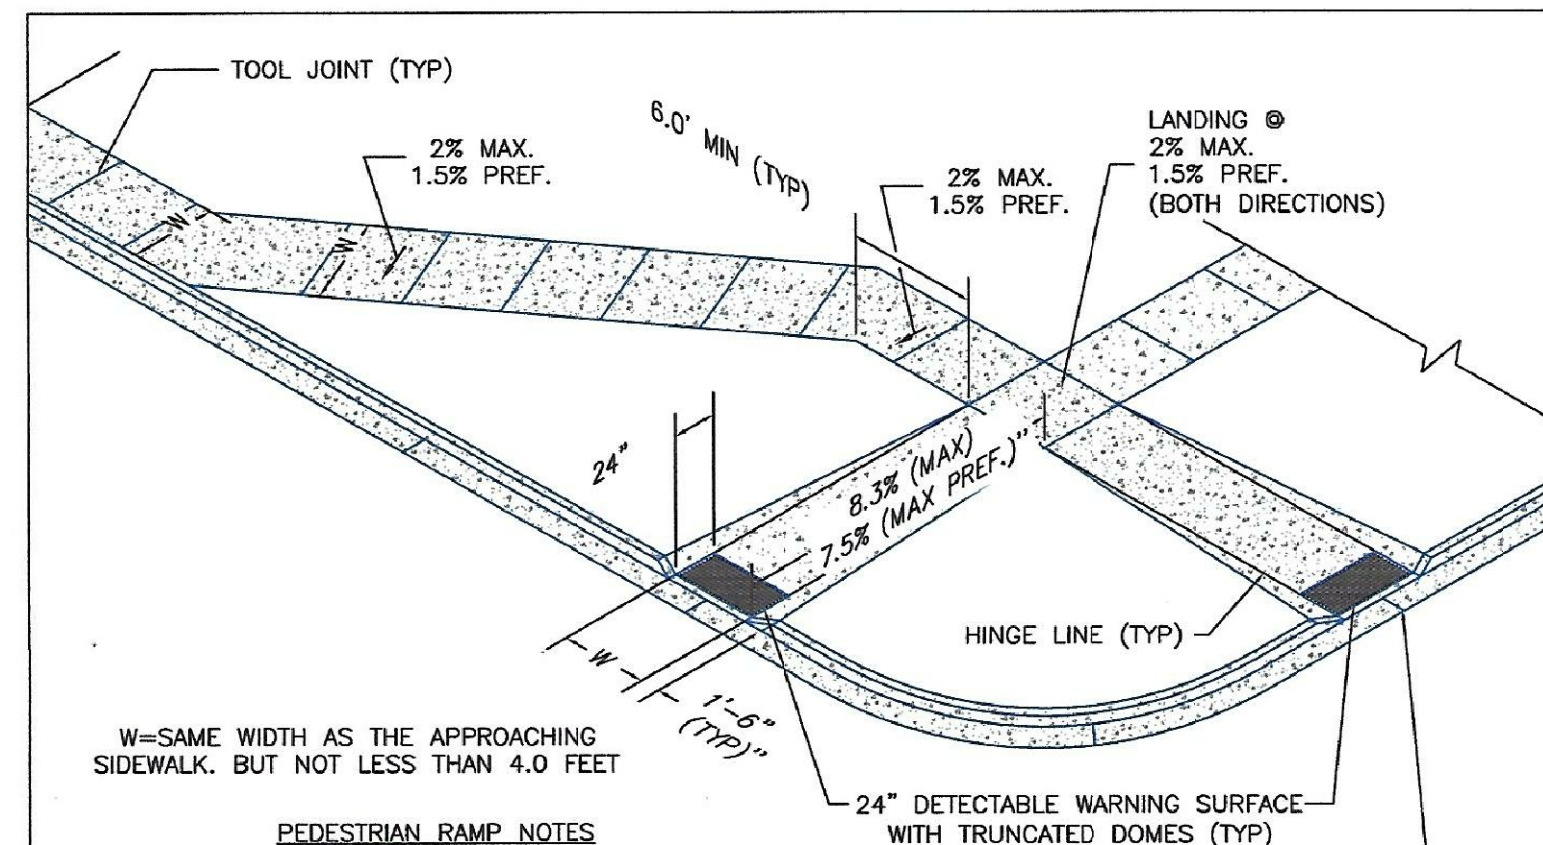 TOOL JOINT (TYP)
2% MAX.
1.5% PREF.
6.0' MIN (TYP)
2% MAX.
1.5% PREF.
LANDING @
2% MAX.
1.5% PREF.
(BOTH DIRECTIONS)
W
W
24"
8.3% (MAX)
7.5% (MAX PREF.)"
HINGE LINE (TYP)
W
1'-6"
(TYP)"
W=SAME WIDTH AS THE APPROACHING
SIDEWALK. BUT NOT LESS THAN 4.0 FEET
24" DETECTABLE WARNING SURFACE
WITH TRUNCATED DOMES (TYP)
PEDESTRIAN RAMP NOTES